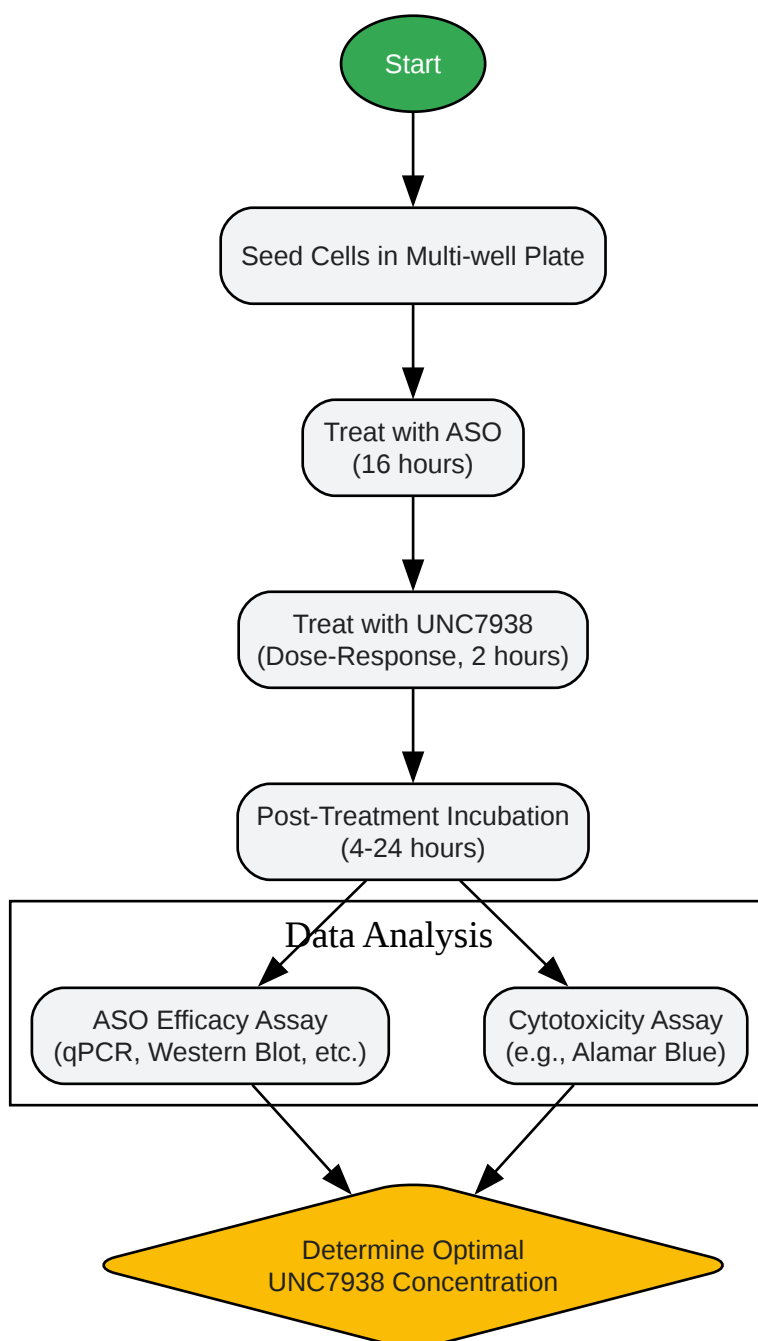 Start
Seed Cells in Multi-well Plate
Treat with ASO
(16 hours)
Treat with UNC7938
(Dose-Response, 2 hours)
Post-Treatment Incubation
(4-24 hours)
Data Analysis
ASO Efficacy Assay
(qPCR, Western Blot, etc.)
Cytotoxicity Assay
(e.g., Alamar Blue)
Determine Optimal
UNC7938 Concentration